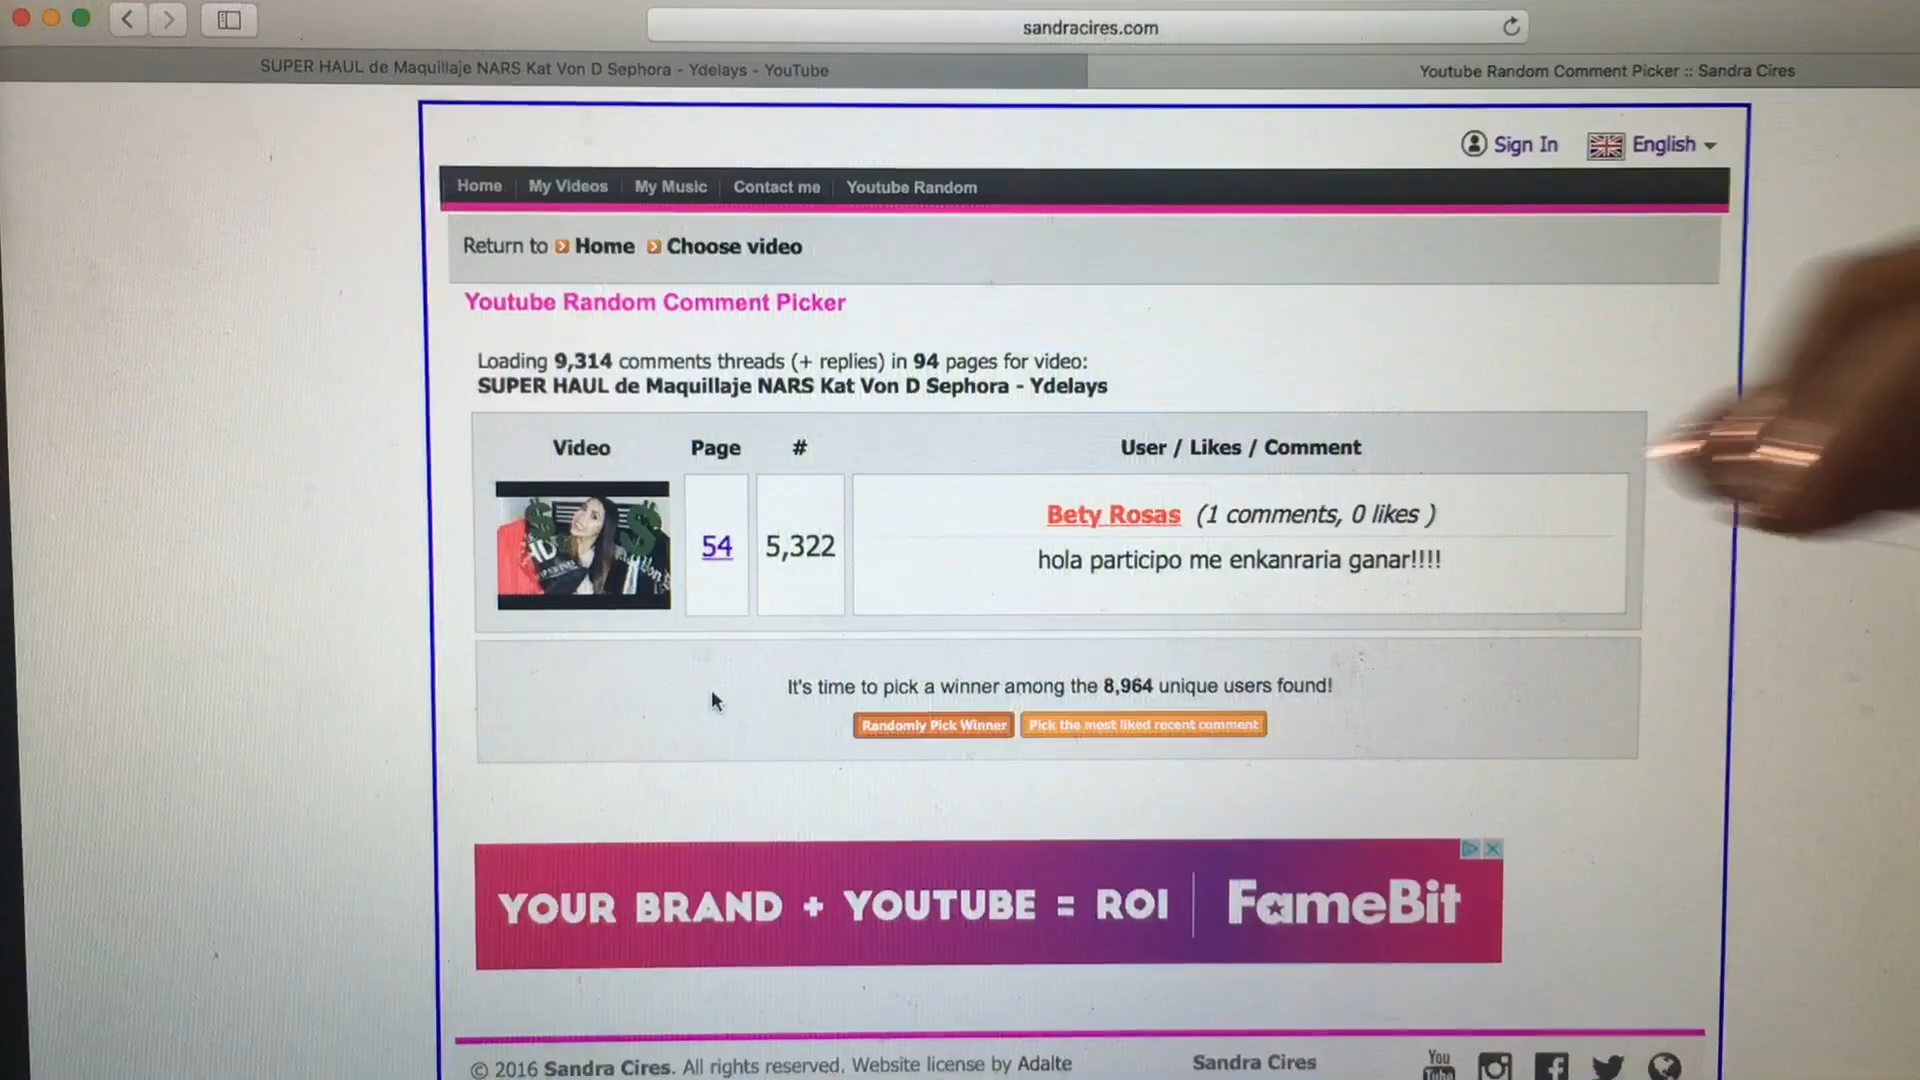 sandracires.com
SUPER HAUL de Maquillaje NARS Kat Von D Sephora - Ydelays - YouTube
Youtube Random Comment Picker :: Sandra Cires
Sign In
English
Home
My Videos
My Music
Contact me
Youtube Random
Return to Home Choose video
Youtube Random Comment Picker
Loading 9,314 comments threads (+ replies) in 94 pages for video:
SUPER HAUL de Maquillaje NARS Kat Von D Sephora - Ydelays
Video Page # User / Likes / Comment
Bety Rosas (1 comments, 0 likes )
54 5,322
hola participo me enkanraria ganar!!!!
It's time to pick a winner among the 8,964 unique users found!
Randomly Pick Winner Pick the most liked recent comment
YOUR BRAND + YOUTUBE = ROI FameBit
© 2016 Sandra Cires. All rights reserved. Website license by Adalte
Sandra Cires
You Tube